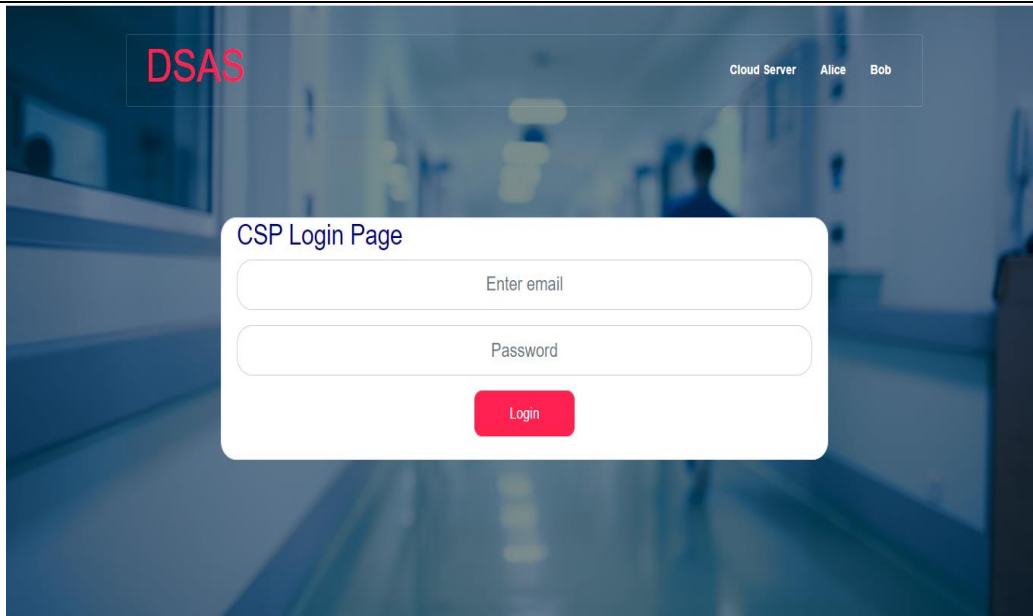 DSAS
Cloud Server Alice Bob
CSP Login Page
Enter email
Password
Login